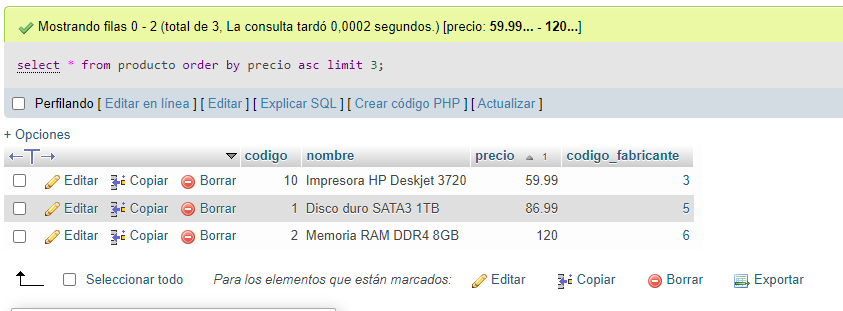 Mostrando filas 0 - 2 (total de 3, La consulta tardó 0,0002 segundos.) [precio: 59.99... - 120...]
select * from producto order by precio asc limit 3;
Perfilando [ Editar en línea ] [ Editar ] [ Explicar SQL ] [ Crear código PHP ] [ Actualizar ]
+ Opciones
←T→ codigo nombre precio 1 codigo_fabricante
Editar Copiar Borrar 10 Impresora HP Deskjet 3720 59.99 3
Editar Copiar Borrar 1 Disco duro SATA3 1TB 86.99 5
Editar Copiar Borrar 2 Memoria RAM DDR4 8GB 120 6
Seleccionar todo Para los elementos que están marcados: Editar Copiar Borrar Exportar